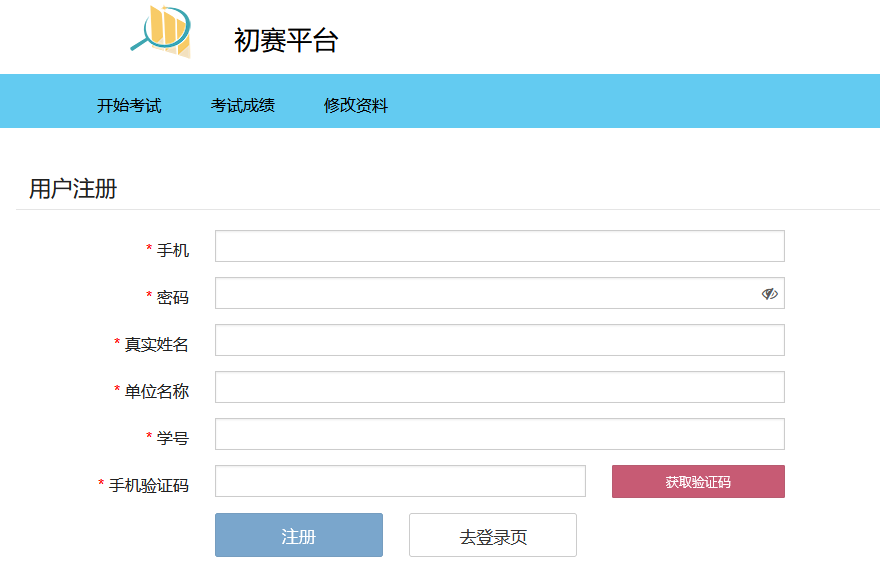 初赛平台
开始考试 考试成绩 修改资料
用户注册
* 手机
* 密码
* 真实姓名
* 单位名称
* 学号
* 手机验证码 获取验证码
注册 去登录页